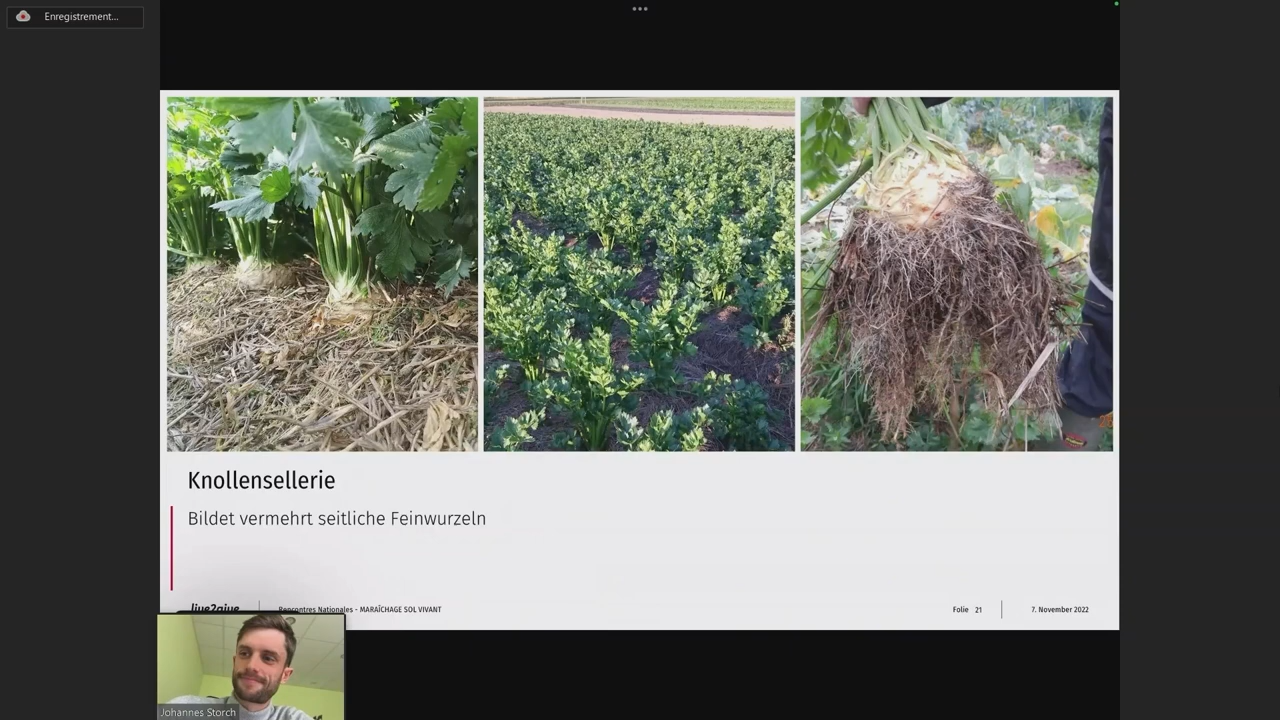 Enregistrement...
Knollensellerie
Bildet vermehrt seitliche Feinwurzeln
live2give
Rencontres Nationales - MARAÎCHAGE SOL VIVANT
Folie 21
7. November 2022
Johannes Storch